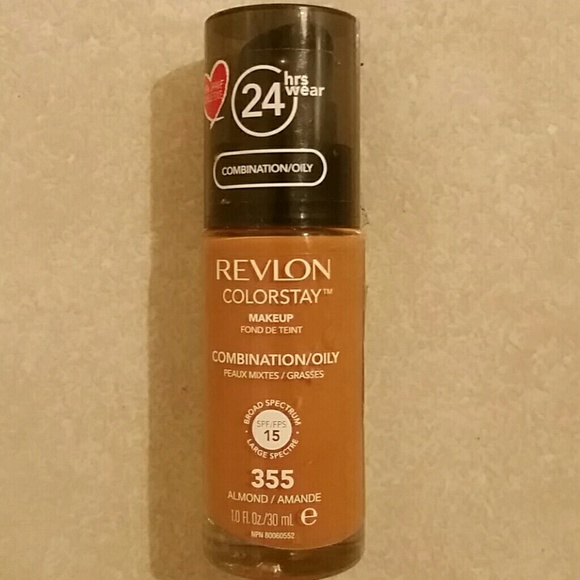 24 hrs
wear
COMBINATION/OILY
REVLON
COLORSTAY™
MAKEUP
FOND DE TEINT
COMBINATION/OILY
PEAUX MIXTES / GRASSES
BROAD SPECTRUM
SPF/FPS
15
LARGE SPECTRE
355
ALMOND / AMANDE
1.0 FL.Oz./30 mL e
NPN 80060552